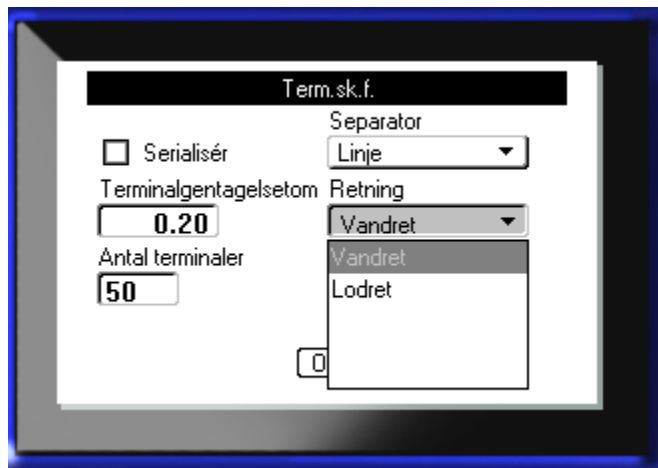 Term.sk.f.
Separator
Serialisér
Linje
Terminalgentagelsetom
Retning
0.20
Vandret
Antal terminaler
Vandret
50
Lodret